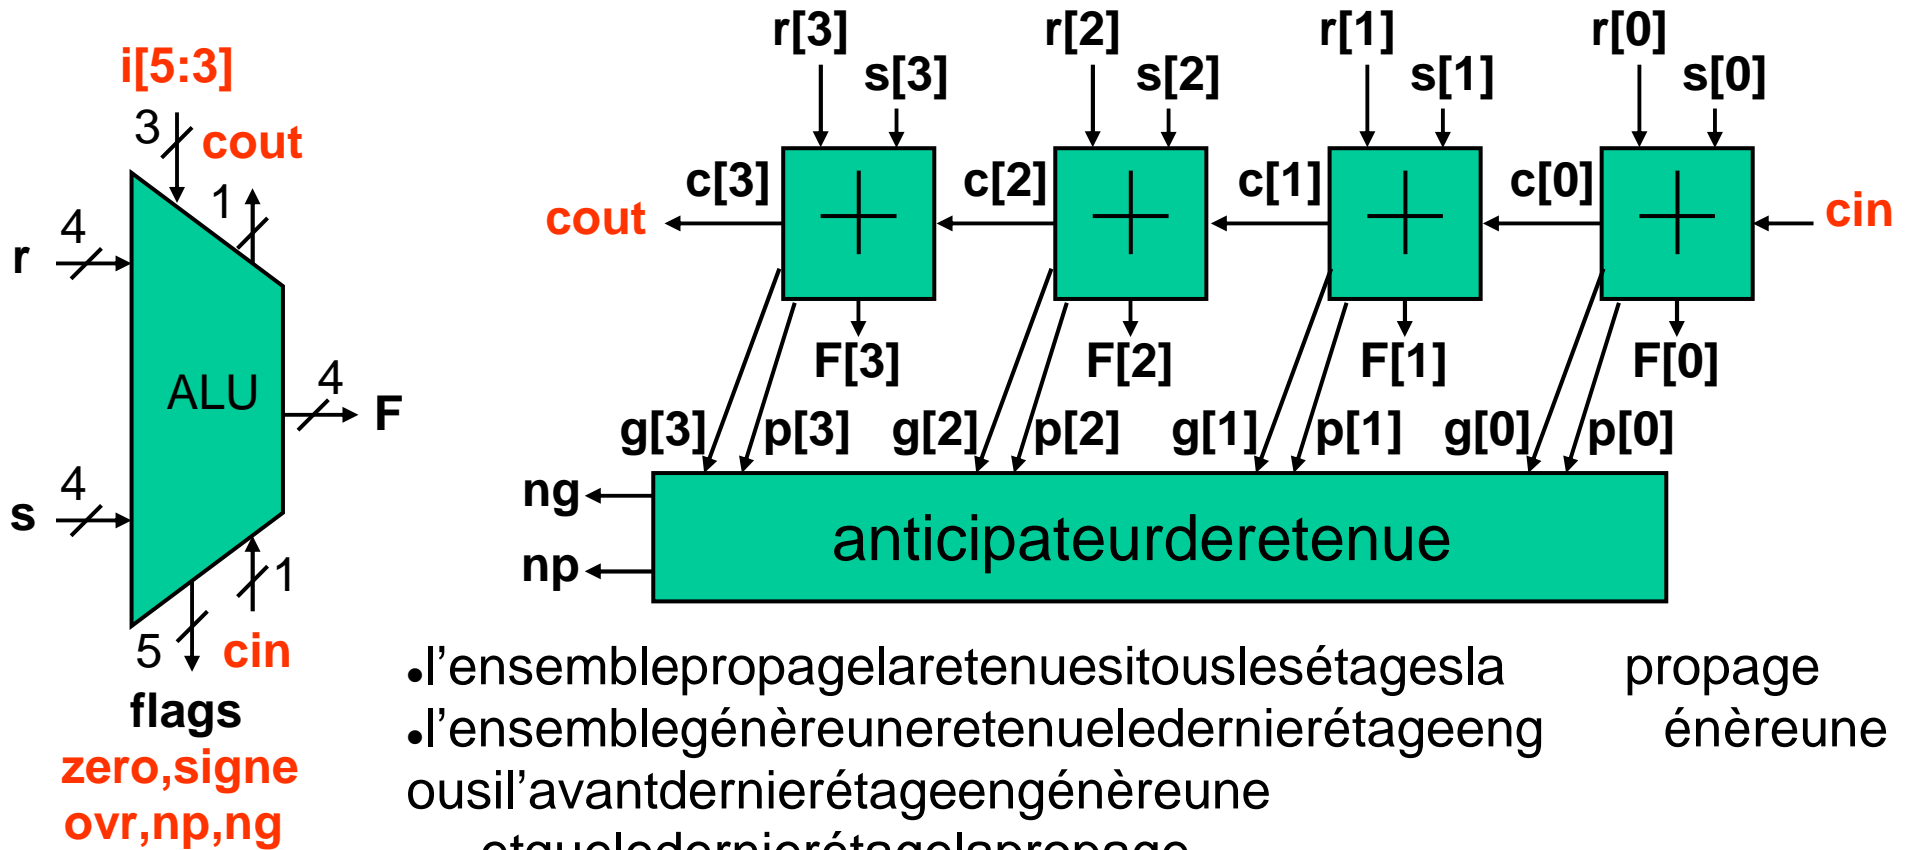 i[5:3]
3
cout
1
4
r
ALU
4
F
4
s
1
5
cin
flags
zero,signe
ovr,np,ng
r[3] r[2] r[1] r[0]
s[3] s[2] s[1] s[0]
c[3] c[2] c[1] c[0]
cout cin
F[3] F[2] F[1] F[0]
g[3] p[3] g[2] p[2] g[1] p[1] g[0] p[0]
ng
anticipateurderetenue
np
•l’ensemblepropagelaretenuesitouslesétagesla propage
•l’ensemblegénèreuneretenueledernierétageeng énèreune
ousil'avantdernierétageengénèreune
etqueledernierétagelapropage